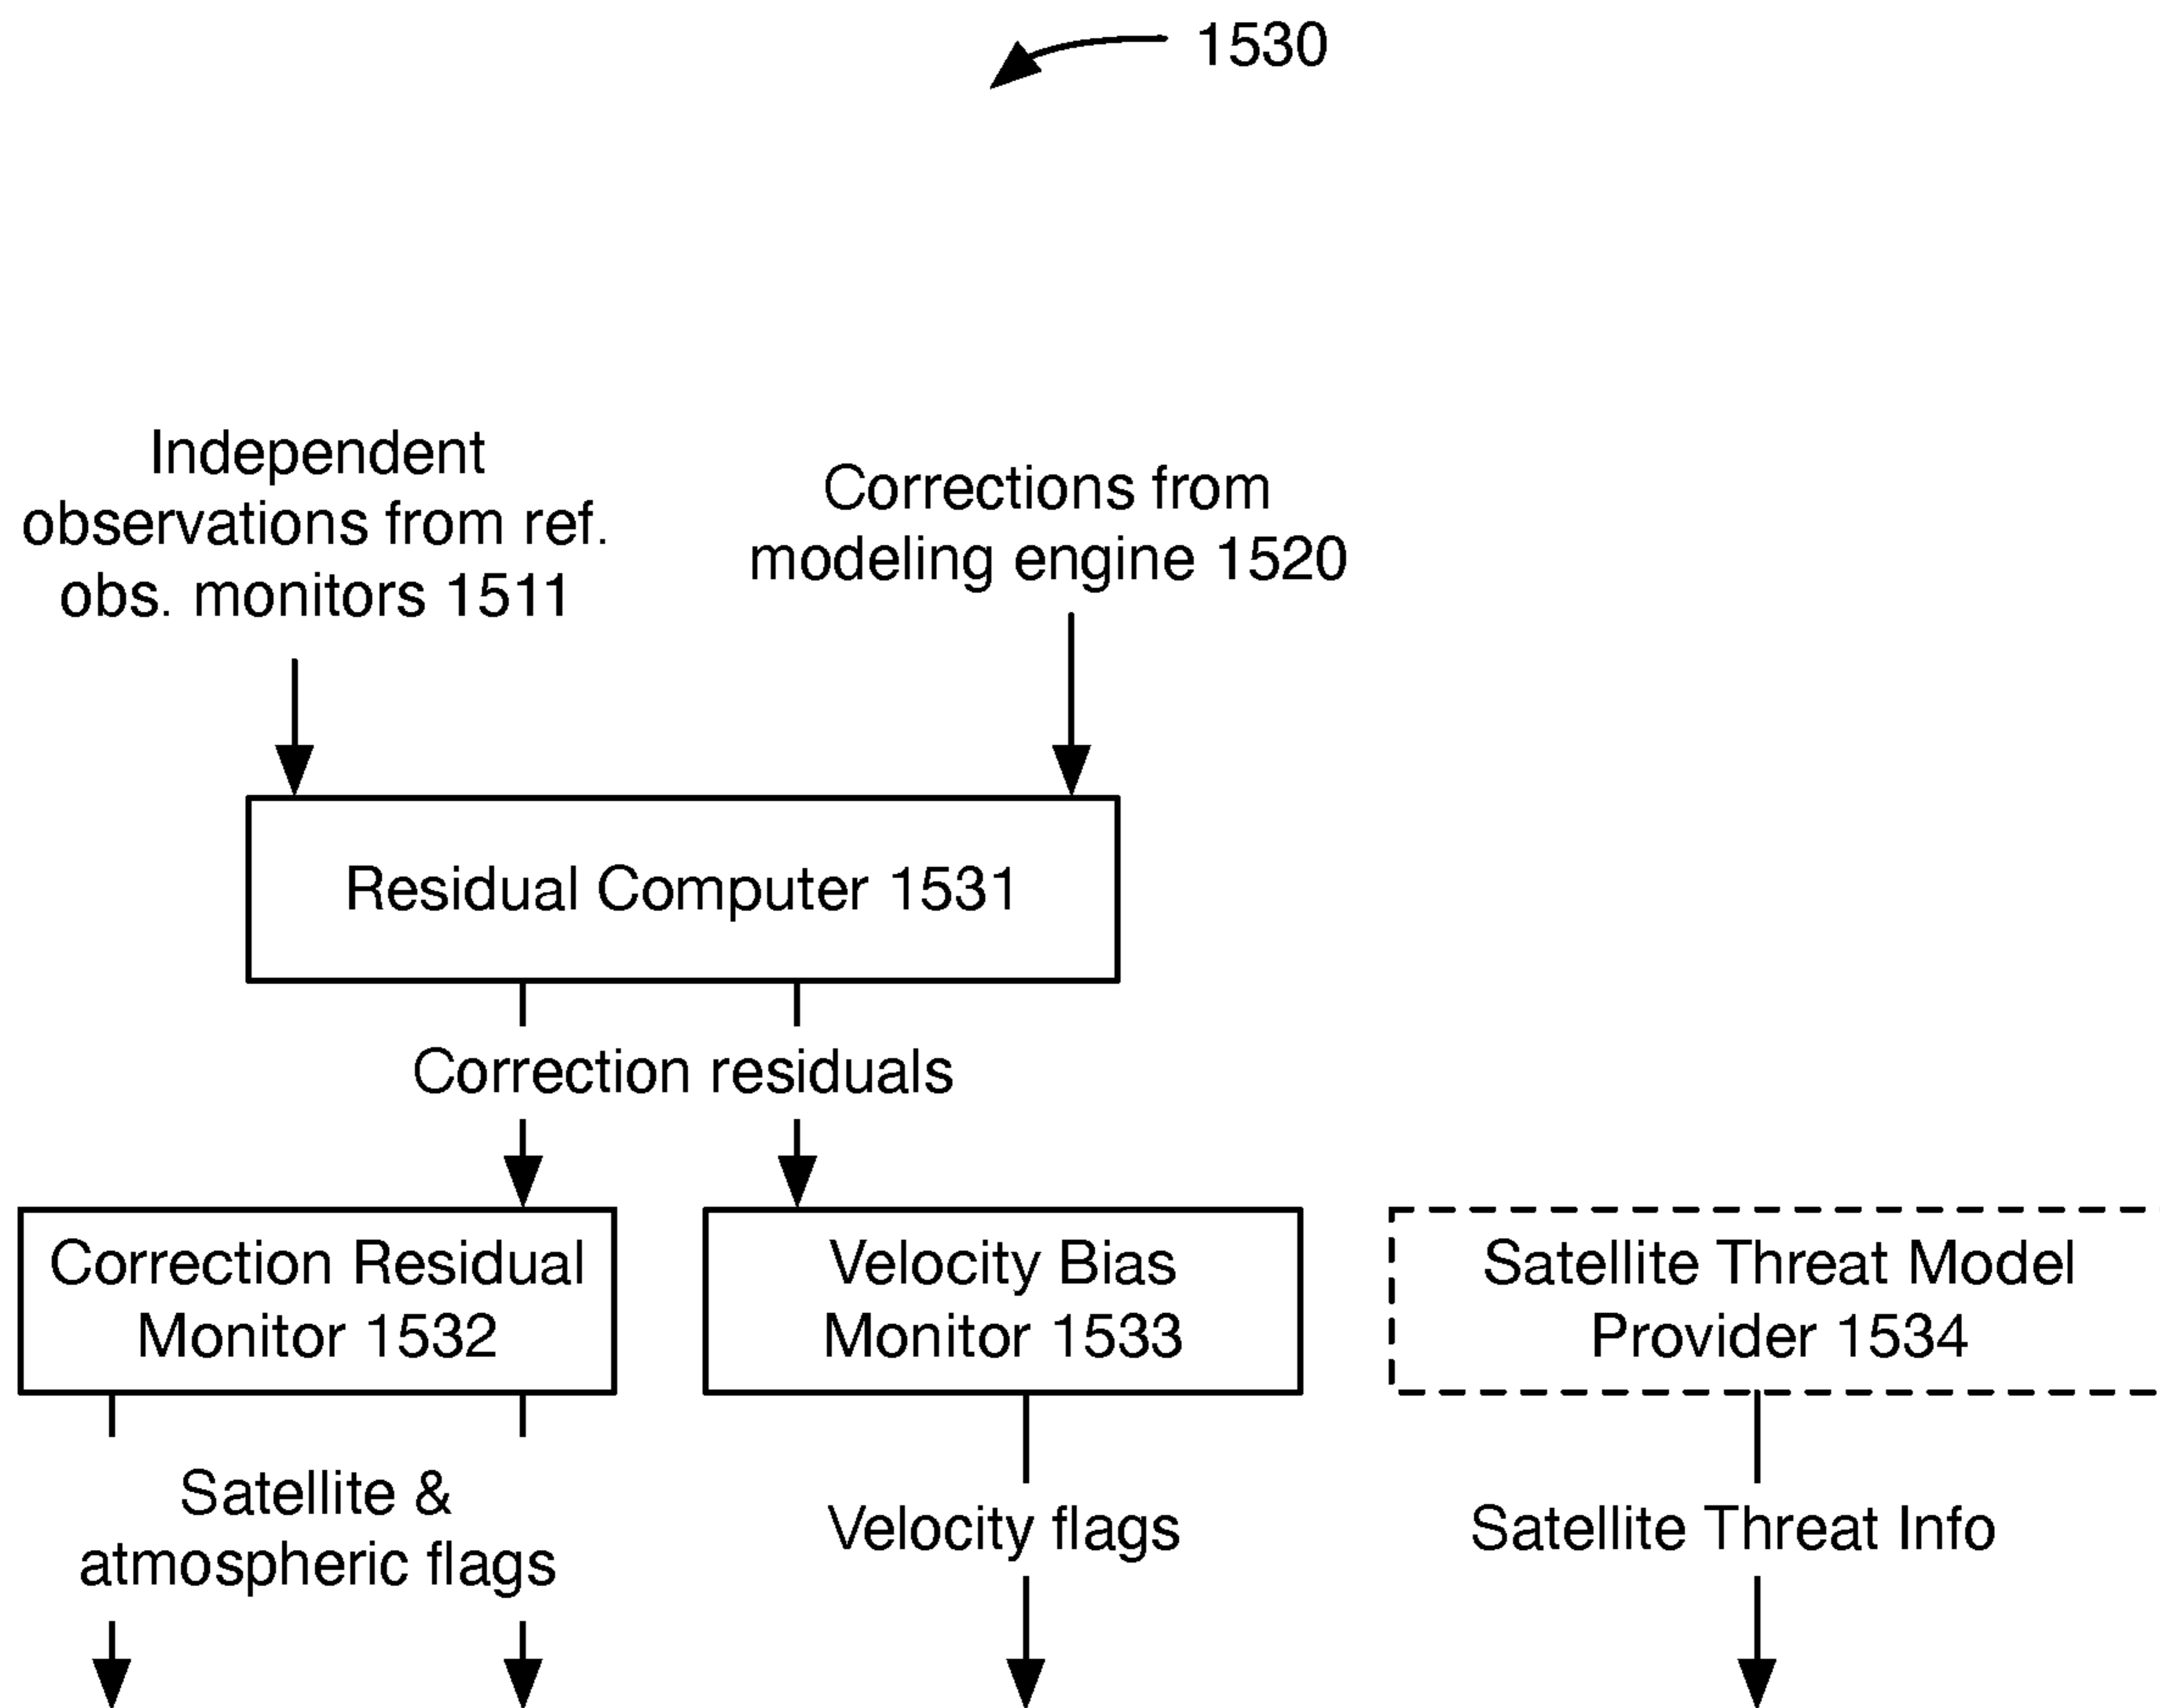 1530
Independent
observations from ref.
obs. monitors 1511
Corrections from
modeling engine 1520
Residual Computer 1531
Correction residuals
Correction Residual
Monitor 1532
Velocity Bias
Monitor 1533
Satellite Threat Model
Provider 1534
Satellite &
atmospheric flags
Velocity flags
Satellite Threat Info